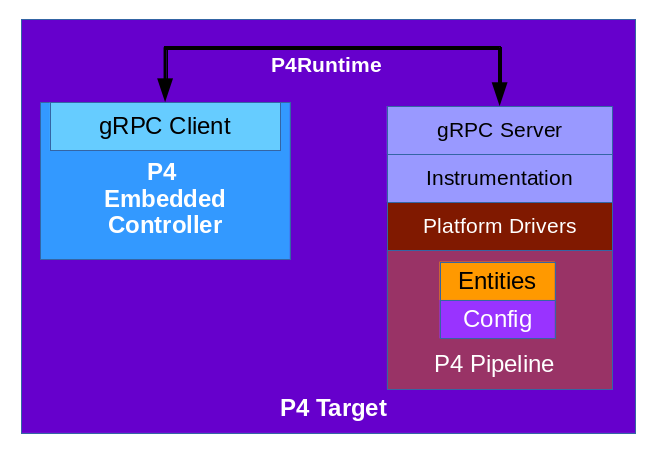 P4Runtime
gRPC Client
P4
Embedded
Controller
gRPC Server
Instrumentation
Platform Drivers
Entities
Config
P4 Pipeline
P4 Target